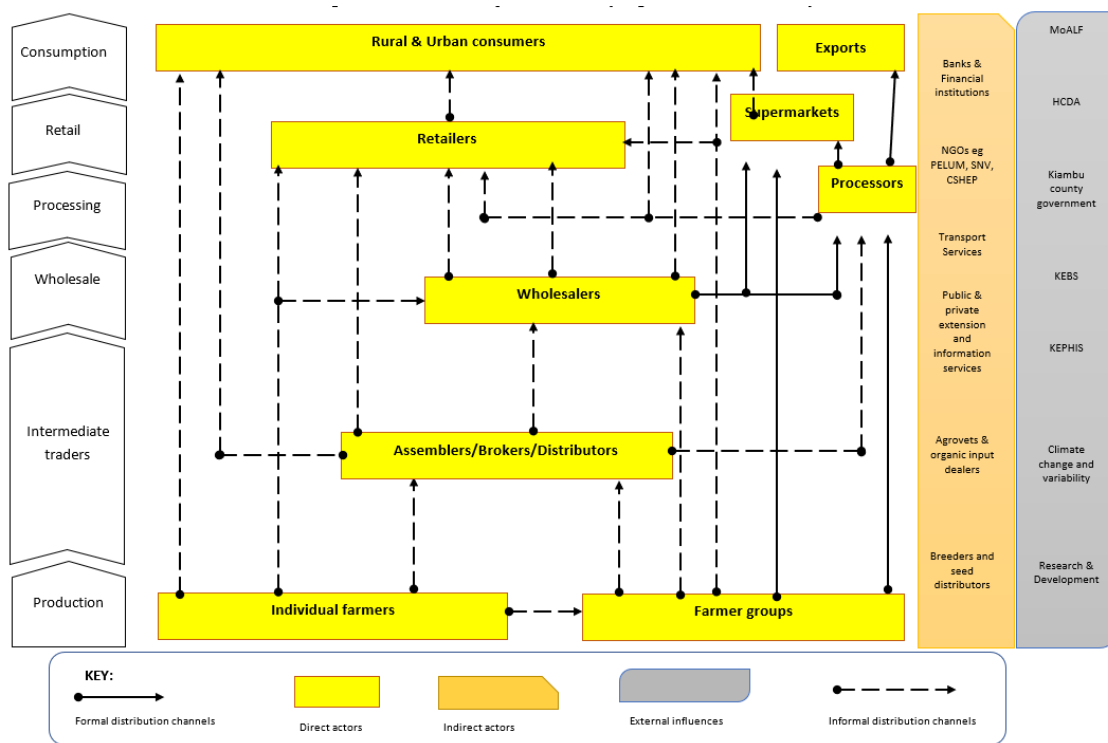 Consumption
Retail
Processing
Wholesale
Intermediate
traders
Production
Rural & Urban consumers
Exports
Supermarkets
Retailers
Processors
Wholesalers
Assemblers/Brokers/Distributors
Individual farmers
Farmer groups
Banks &
Financial
institutions
NGOs eg
PELUM, SNV,
CSHEP
Transport
Services
Public &
private
extension
and
information
services
Agrovets &
organic input
dealers
Breeders and
seed
distributors
MoALF
HCDA
Kiambu
county
government
KEBS
KEPHIS
Climate
change and
variability
Research &
Development
KEY:
Formal distribution channels
Direct actors
Indirect actors
External influences
Informal distribution channels